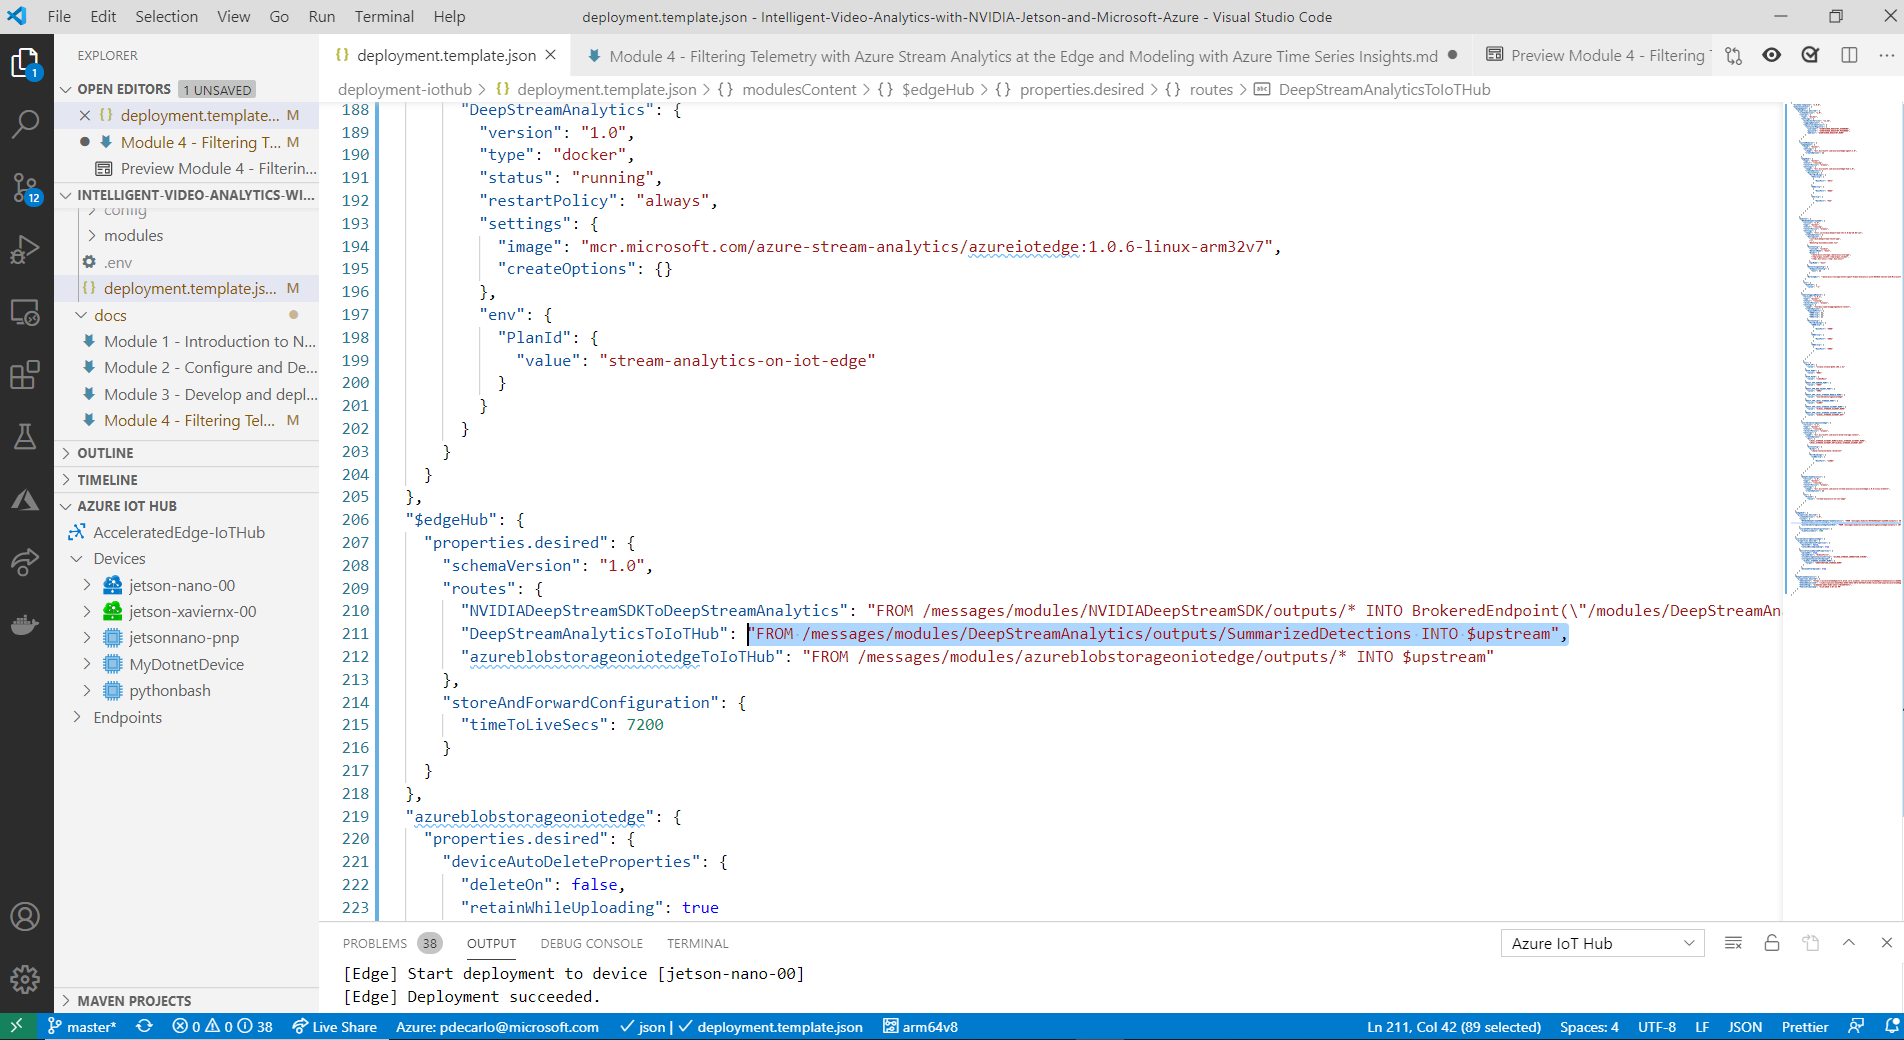 File Edit Selection View Go Run Terminal Help
deployment.template.json - Intelligent-Video-Analytics-with-NVIDIA-Jetson-and-Microsoft-Azure - Visual Studio Code
EXPLORER
OPEN EDITORS 1 UNSAVED
deployment.template... M
Module 4 - Filtering T... M
Preview Module 4 - Filterin...
INTELLIGENT-VIDEO-ANALYTICS-WI...
config
modules
.env
deployment.template.js... M
docs
Module 1 - Introduction to N...
Module 2 - Configure and De...
Module 3 - Develop and depl...
Module 4 - Filtering Tel... M
OUTLINE
TIMELINE
AZURE IOT HUB
AcceleratedEdge-IoTHub
Devices
jetson-nano-00
jetson-xaviernx-00
jetsonnano-pnp
MyDotnetDevice
pythonbash
Endpoints
MAVEN PROJECTS
1
12
deployment.template.json
Module 4 - Filtering Telemetry with Azure Stream Analytics at the Edge and Modeling with Azure Time Series Insights.md
Preview Module 4 - Filtering
deployment-iothub > {} deployment.template.json > {} modulesContent > {} $edgeHub > {} properties.desired > {} routes > DeepStreamAnalyticsToIoTHub
188 "DeepStreamAnalytics": {
189 "version": "1.0",
190 "type": "docker",
191 "status": "running",
192 "restartPolicy": "always",
193 "settings": {
194 "image": "mcr.microsoft.com/azure-stream-analytics/azureiotedge:1.0.6-linux-arm32v7",
195 "createOptions": {}
196 },
197 "env": {
198 "PlanId": {
199 "value": "stream-analytics-on-iot-edge"
200 }
201 }
202 }
203 }
204 }
205 },
206 "$edgeHub": {
207 "properties.desired": {
208 "schemaVersion": "1.0",
209 "routes": {
210 "NVIDIADeepStreamSDKToDeepStreamAnalytics": "FROM /messages/modules/NVIDIADeepStreamSDK/outputs/* INTO BrokeredEndpoint(\"/modules/DeepStreamAn
211 "DeepStreamAnalyticsToIoTHub": "FROM /messages/modules/DeepStreamAnalytics/outputs/SummarizedDetections INTO $upstream",
212 "azureblobstorageoniotedgeToIoTHub": "FROM /messages/modules/azureblobstorageoniotedge/outputs/* INTO $upstream"
213 },
214 "storeAndForwardConfiguration": {
215 "timeToLiveSecs": 7200
216 }
217 }
218 },
219 "azureblobstorageoniotedge": {
220 "properties.desired": {
221 "deviceAutoDeleteProperties": {
222 "deleteOn": false,
223 "retainWhileUploading": true
PROBLEMS 38 OUTPUT DEBUG CONSOLE TERMINAL
Azure IoT Hub
[Edge] Start deployment to device [jetson-nano-00]
[Edge] Deployment succeeded.
master* 0 0 38 Live Share Azure: pdecarlo@microsoft.com json | deployment.template.json arm64v8
Ln 211, Col 42 (89 selected) Spaces: 4 UTF-8 LF JSON Prettier